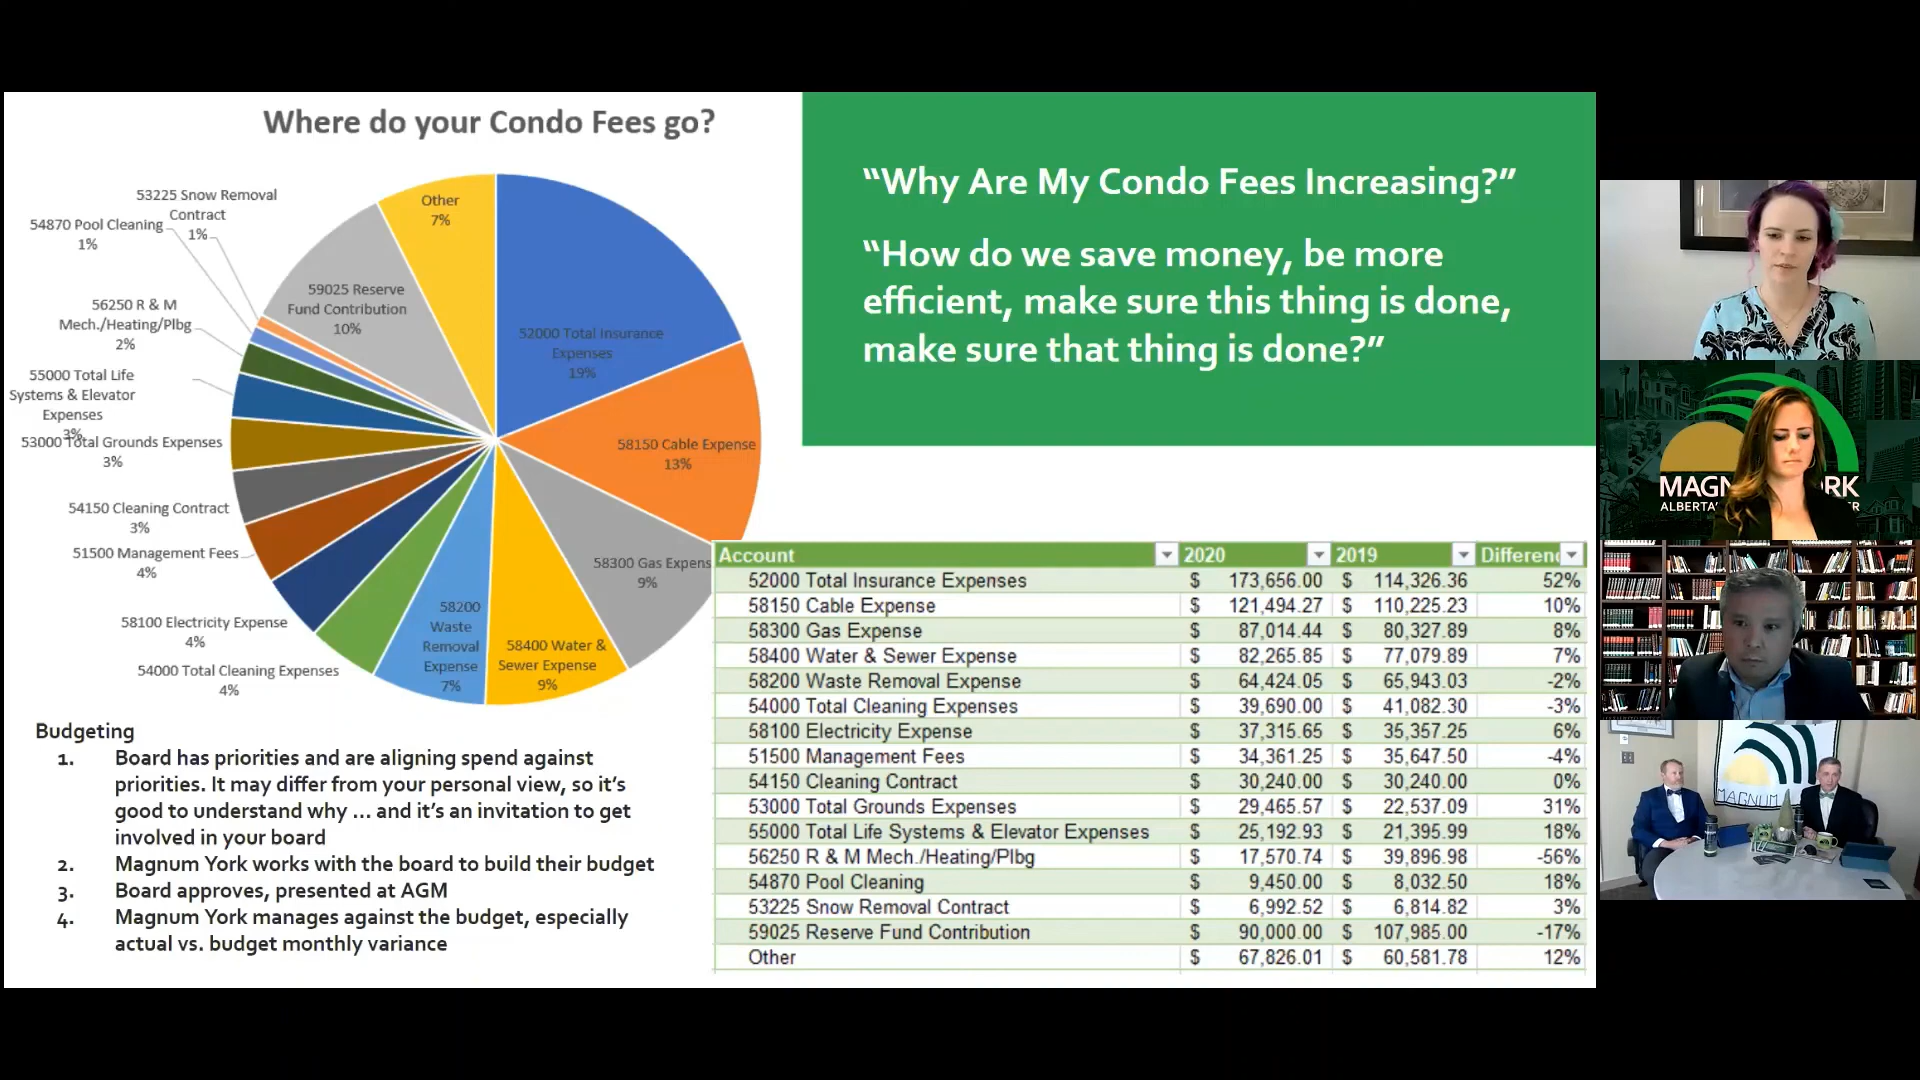 Where do your Condo Fees go?
Other
7%
53225 Snow Removal
Contract
1%
54870 Pool Cleaning
1%
59025 Reserve
Fund Contribution
10%
56250 R & M
Mech./Heating/Plbg
2%
52000 Total Insurance
Expenses
19%
55000 Total Life
Systems & Elevator
Expenses
3%
53000 Total Grounds Expenses
3%
58150 Cable Expense
13%
54150 Cleaning Contract
3%
51500 Management Fees
4%
58300 Gas Expens
9%
58100 Electricity Expense
4%
58200
Waste
Removal
Expense
7%
58400 Water &
Sewer Expense
9%
54000 Total Cleaning Expenses
4%
“Why Are My Condo Fees Increasing?”
“How do we save money, be more
efficient, make sure this thing is done,
make sure that thing is done?”
Budgeting
1. Board has priorities and are aligning spend against
priorities. It may differ from your personal view, so it’s
good to understand why ... and it’s an invitation to get
involved in your board
2. Magnum York works with the board to build their budget
3. Board approves, presented at AGM
4. Magnum York manages against the budget, especially
actual vs. budget monthly variance
Account 2020 2019 Differenc
52000 Total Insurance Expenses $ 173,656.00 $ 114,326.36 52%
58150 Cable Expense $ 121,494.27 $ 110,225.23 10%
58300 Gas Expense $ 87,014.44 $ 80,327.89 8%
58400 Water & Sewer Expense $ 82,265.85 $ 77,079.89 7%
58200 Waste Removal Expense $ 64,424.05 $ 65,943.03 -2%
54000 Total Cleaning Expenses $ 39,690.00 $ 41,082.30 -3%
58100 Electricity Expense $ 37,315.65 $ 35,357.25 6%
51500 Management Fees $ 34,361.25 $ 35,647.50 -4%
54150 Cleaning Contract $ 30,240.00 $ 30,240.00 0%
53000 Total Grounds Expenses $ 29,465.57 $ 22,537.09 31%
55000 Total Life Systems & Elevator Expenses $ 25,192.93 $ 21,395.99 18%
56250 R & M Mech./Heating/Plbg $ 17,570.74 $ 39,896.98 -56%
54870 Pool Cleaning $ 9,450.00 $ 8,032.50 18%
53225 Snow Removal Contract $ 6,992.52 $ 6,814.82 3%
59025 Reserve Fund Contribution $ 90,000.00 $ 107,985.00 -17%
Other $ 67,826.01 $ 60,581.78 12%
MAGN RK
ALBERTA' ER
MAGNUM